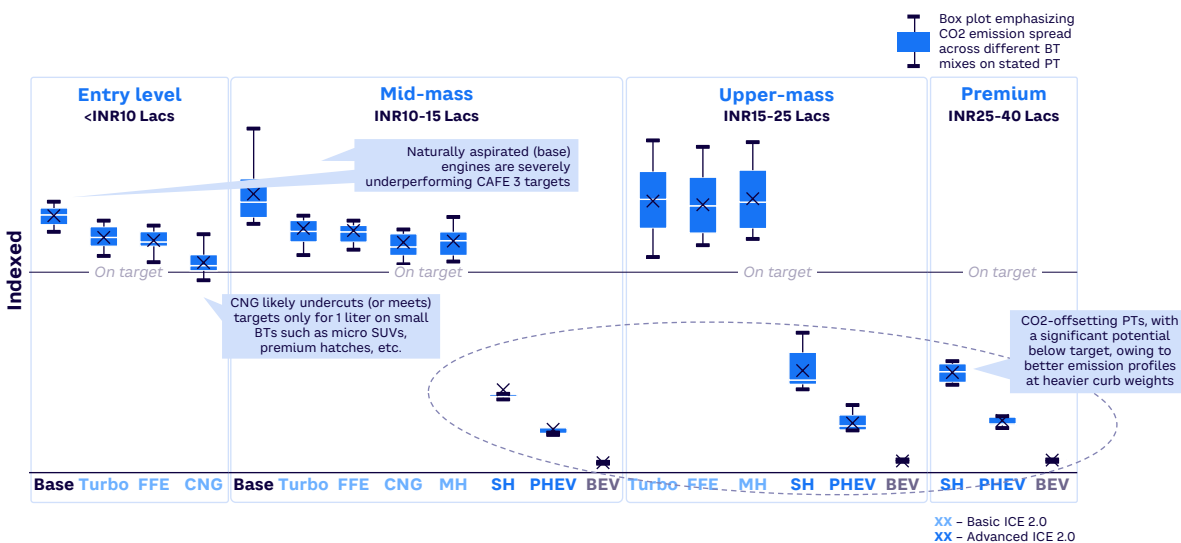 Box plot emphasizing
CO2 emission spread
across different BT
mixes on stated PT
Entry level
<INR10 Lacs
Mid-mass
INR10-15 Lacs
Upper-mass
INR15-25 Lacs
Premium
INR25-40 Lacs
Naturally aspirated (base)
engines are severely
underperforming CAFE 3 targets
Indexed
On target
On target
On target
On target
CNG likely undercuts (or meets)
targets only for 1 liter on small
BTs such as micro SUVs,
premium hatches, etc.
CO2-offsetting PTs, with
a significant potential
below target, owing to
better emission profiles
at heavier curb weights
Base Turbo FFE CNG Base Turbo FFE CNG MH SH PHEV BEV Turbo FFE MH SH PHEV BEV SH PHEV BEV
XX – Basic ICE 2.0
XX – Advanced ICE 2.0